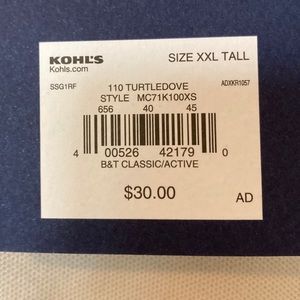 KOHL'S SIZE XXL TALL
Kohls.com
SSG1RF 110 TURTLEDOVE ADXKR1057
STYLE MC71K100XS
656 40 45
4 00526 42179 0
B&T CLASSIC/ACTIVE
$30.00
AD